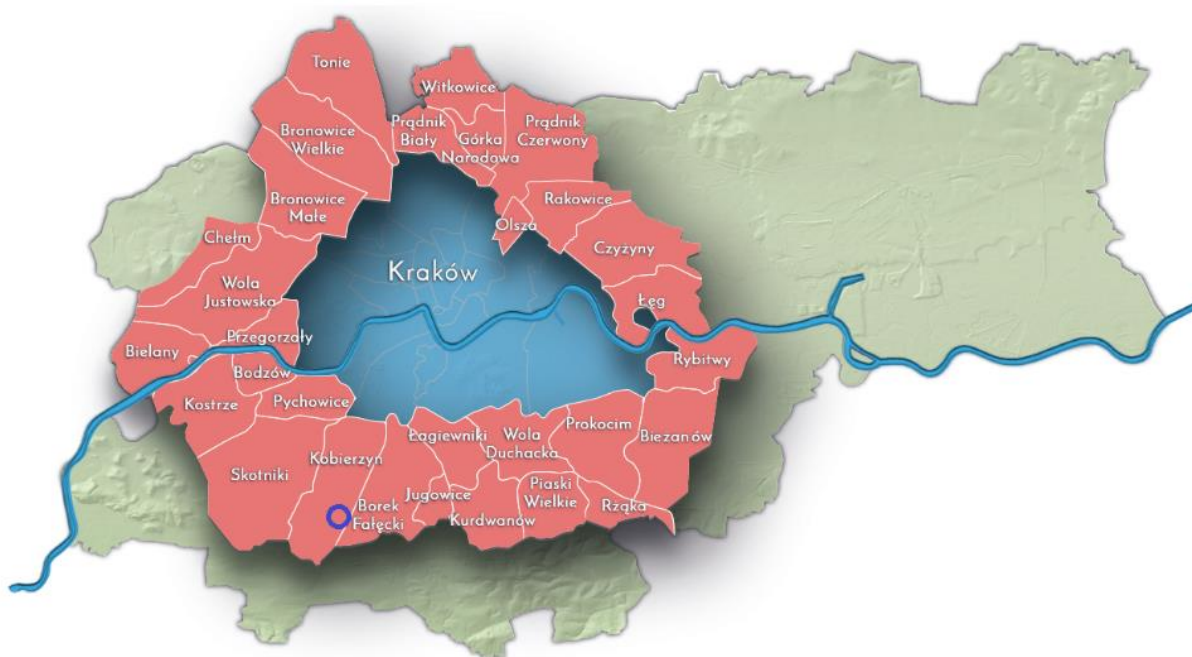 Tonie
Witkowice
Bronowice
Wielkie
Prądnik
Biały
Górka
Narodowa
Prądnik
Czerwony
Bronowice
Małe
Rakowice
Olsza
Chełm
Czyżyny
Kraków
Wola
Justowska
Łęg
Przegorzały
Bielany
Rybitwy
Bodzów
Kostrze
Pychowice
Łagiewniki
Wola
Duchacka
Prokocim
Bieżanów
Skotniki
Kobierzyn
Jugowice
Piaski
Wielkie
Borek
Fałęcki
Kurdwanów
Rżąka